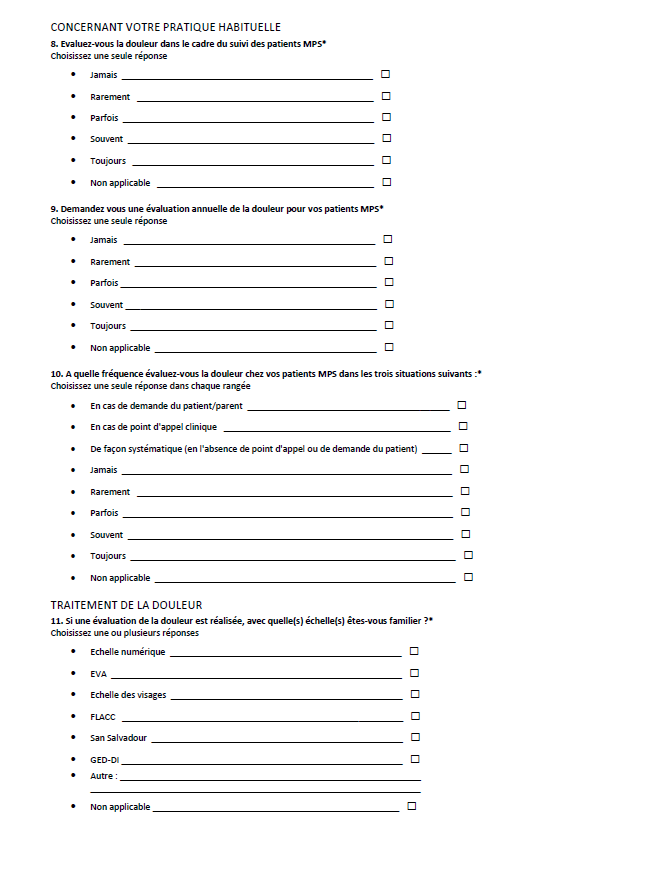 CONCERNANT VOTRE PRATIQUE HABITUELLE
8. Evaluez-vous la douleur dans le cadre du suivi des patients MPS*
Choisissez une seule réponse
• Jamais ☐
• Rarement ☐
• Parfois ☐
• Souvent ☐
• Toujours ☐
• Non applicable ☐
9. Demandez vous une évaluation annuelle de la douleur pour vos patients MPS*
Choisissez une seule réponse
• Jamais ☐
• Rarement ☐
• Parfois ☐
• Souvent ☐
• Toujours ☐
• Non applicable ☐
10. A quelle fréquence évaluez-vous la douleur chez vos patients MPS dans les trois situations suivants :*
Choisissez une seule réponse dans chaque rangée
• En cas de demande du patient/parent ☐
• En cas de point d'appel clinique ☐
• De façon systématique (en l'absence de point d'appel ou de demande du patient) ☐
• Jamais ☐
• Rarement ☐
• Parfois ☐
• Souvent ☐
• Toujours ☐
• Non applicable ☐
TRAITEMENT DE LA DOULEUR
11. Si une évaluation de la douleur est réalisée, avec quelle(s) échelle(s) êtes-vous familier ?*
Choisissez une ou plusieurs réponses
• Echelle numérique ☐
• EVA ☐
• Echelle des visages ☐
• FLACC ☐
• San Salvadour ☐
• GED-DI ☐
• Autre :
• Non applicable ☐